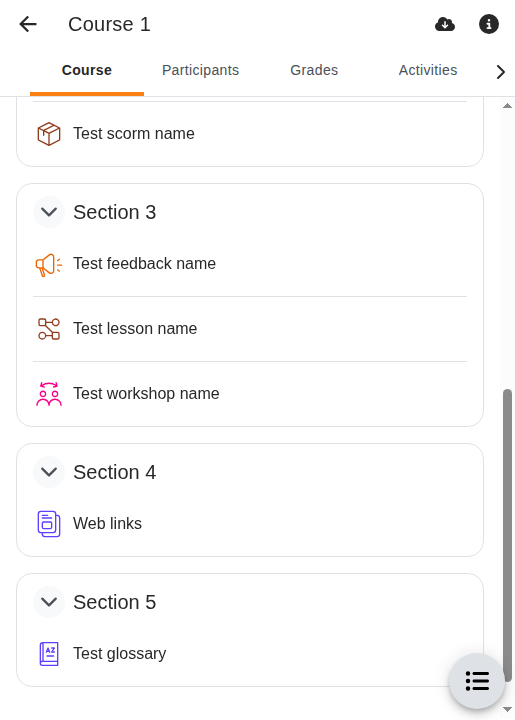 Course 1
Course Participants Grades Activities
Test scorm name
Section 3
Test feedback name
Test lesson name
Test workshop name
Section 4
Web links
Section 5
AZ
Test glossary